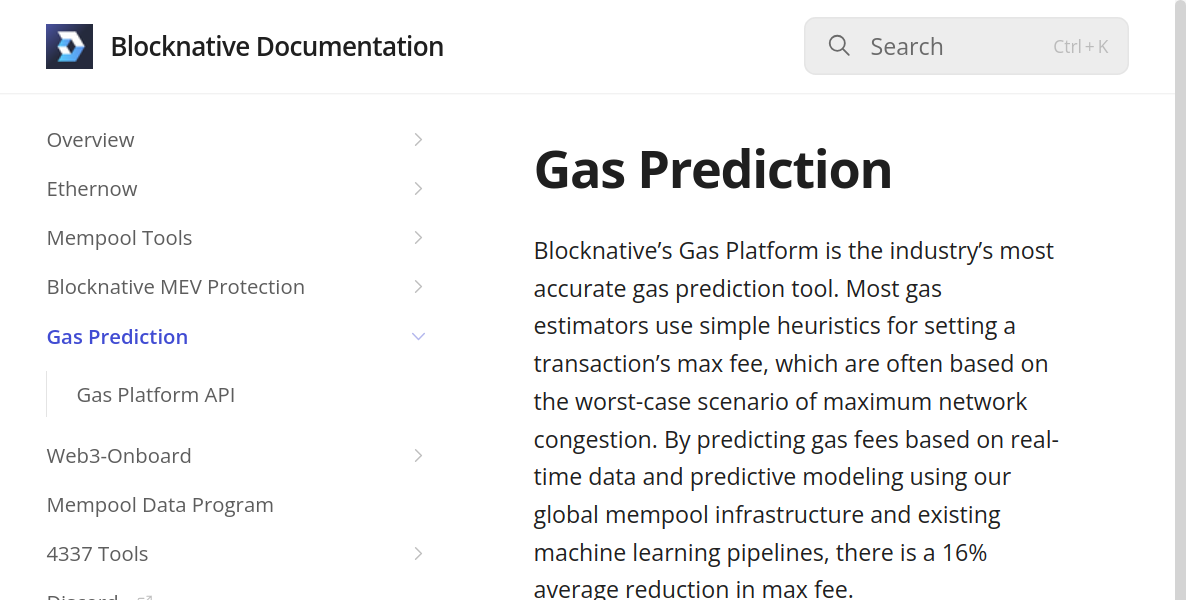 Blocknative Documentation
Search
Ctrl + K
Overview
Ethernow
Mempool Tools
Blocknative MEV Protection
Gas Prediction
Gas Platform API
Web3-Onboard
Mempool Data Program
4337 Tools
Discord
Gas Prediction
Blocknative’s Gas Platform is the industry’s most
accurate gas prediction tool. Most gas
estimators use simple heuristics for setting a
transaction’s max fee, which are often based on
the worst-case scenario of maximum network
congestion. By predicting gas fees based on real-
time data and predictive modeling using our
global mempool infrastructure and existing
machine learning pipelines, there is a 16%
average reduction in max fee.